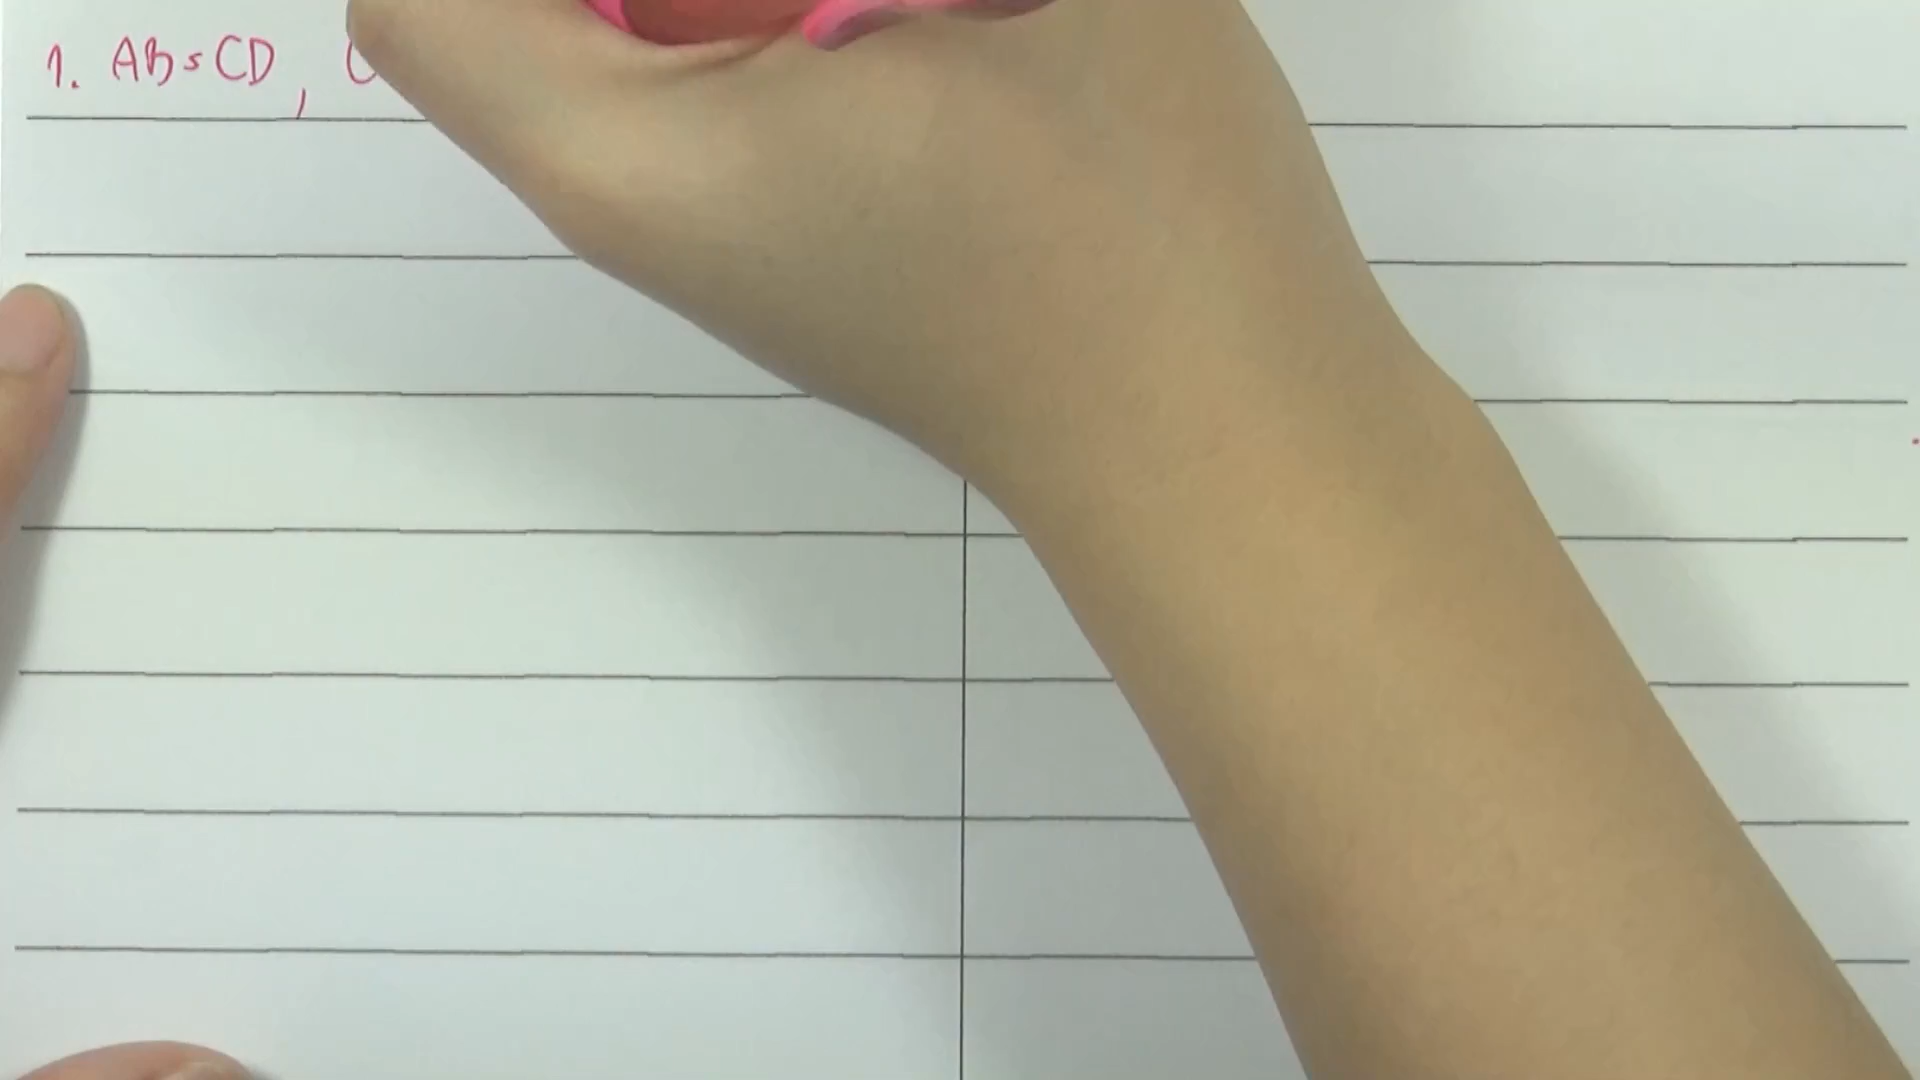 1. AB = CD,